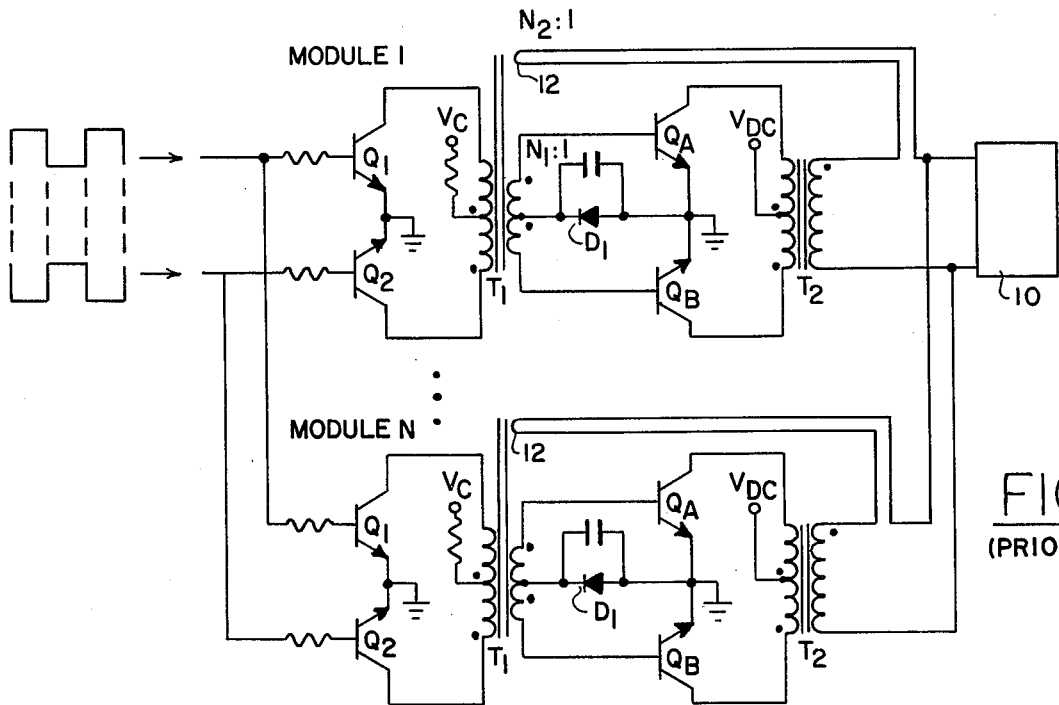 N2:1
MODULE 1
12
VC
Q1
N1:1
QA
VDC
D1
Q2
T1
QB
T2
10
MODULE N
12
VC
Q1
QA
VDC
FIG
(PRIO
D1
Q2
T1
QB
T2